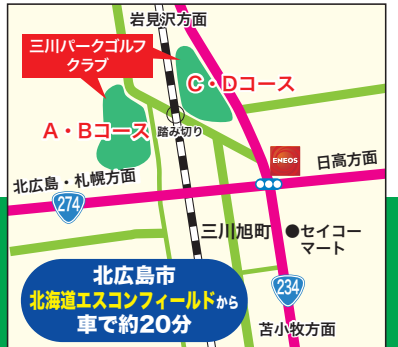 岩見沢方面
三川パークゴルフ
クラブ
C・Dコース
A・Bコース
踏み切り
ENEOS
日高方面
北広島・札幌方面
274
三川旭町
セイコー
マート
北広島市
北海道エスコンフィールドから
車で約20分
234
苫小牧方面